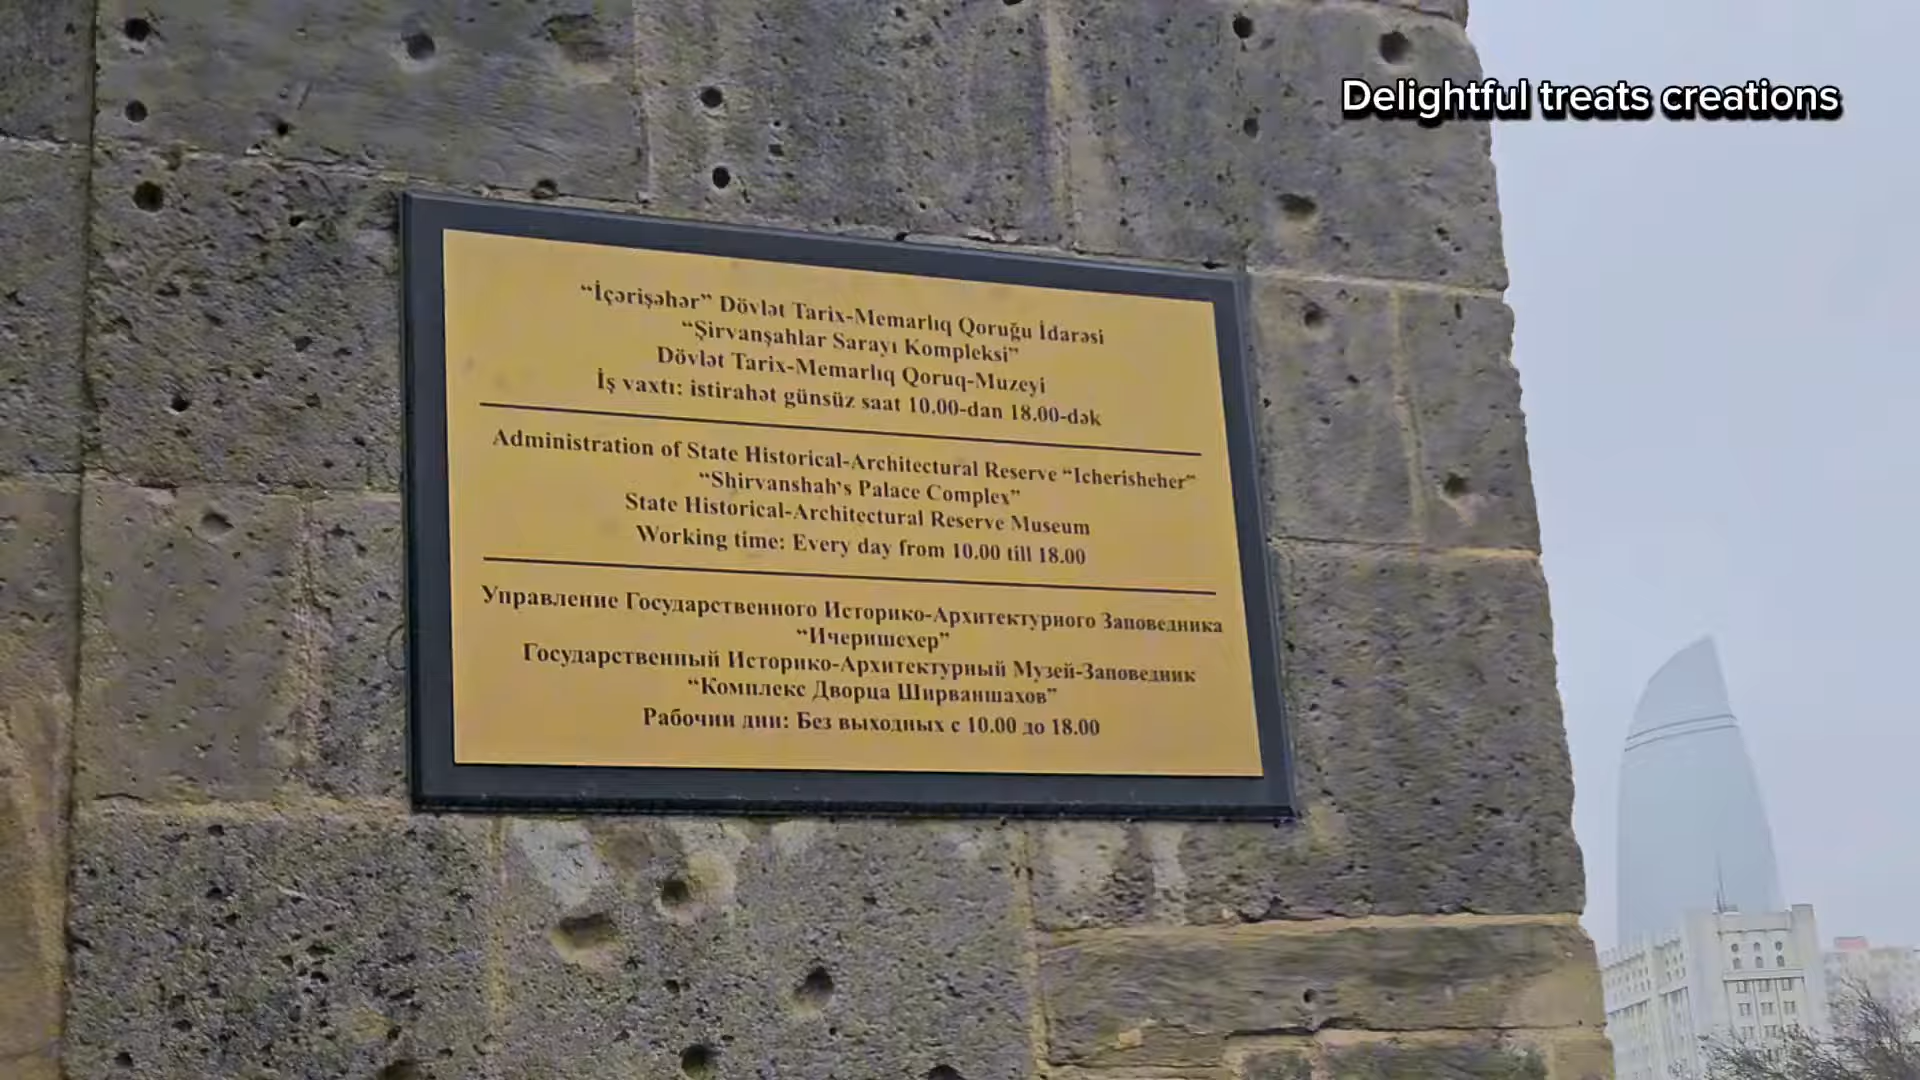 Delightful treats creations
“İçərişəhər” Dövlət Tarix-Memarlıq Qoruğu İdarəsi
“Şirvanşahlar Sarayı Kompleksi”
Dövlət Tarix-Memarlıq Qoruq-Muzeyi
İş vaxtı: istirahət günsüz saat 10.00-dan 18.00-dək
Administration of State Historical-Architectural Reserve “Icherisheher”
“Shirvanshah's Palace Complex”
State Historical-Architectural Reserve Museum
Working time: Every day from 10.00 till 18.00
Управление Государственного Историко-Архитектурного Заповедника
“Ичеришехер”
Государственный Историко-Архитектурный Музей-Заповедник
“Комплекс Дворца Ширваншахов”
Рабочии дни: Без выходных с 10.00 до 18.00